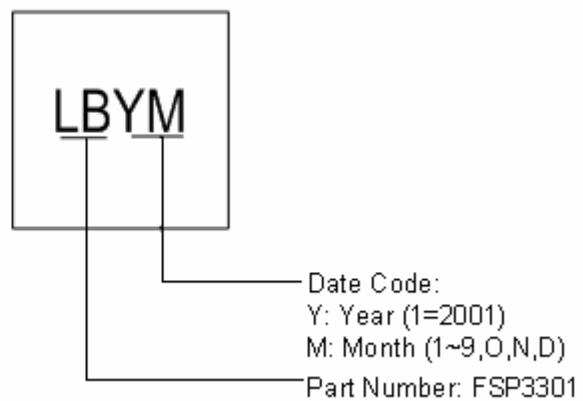 LBYM
Date Code:
Y: Year (1=2001)
M: Month (1~9,O,N,D)
Part Number: FSP3301